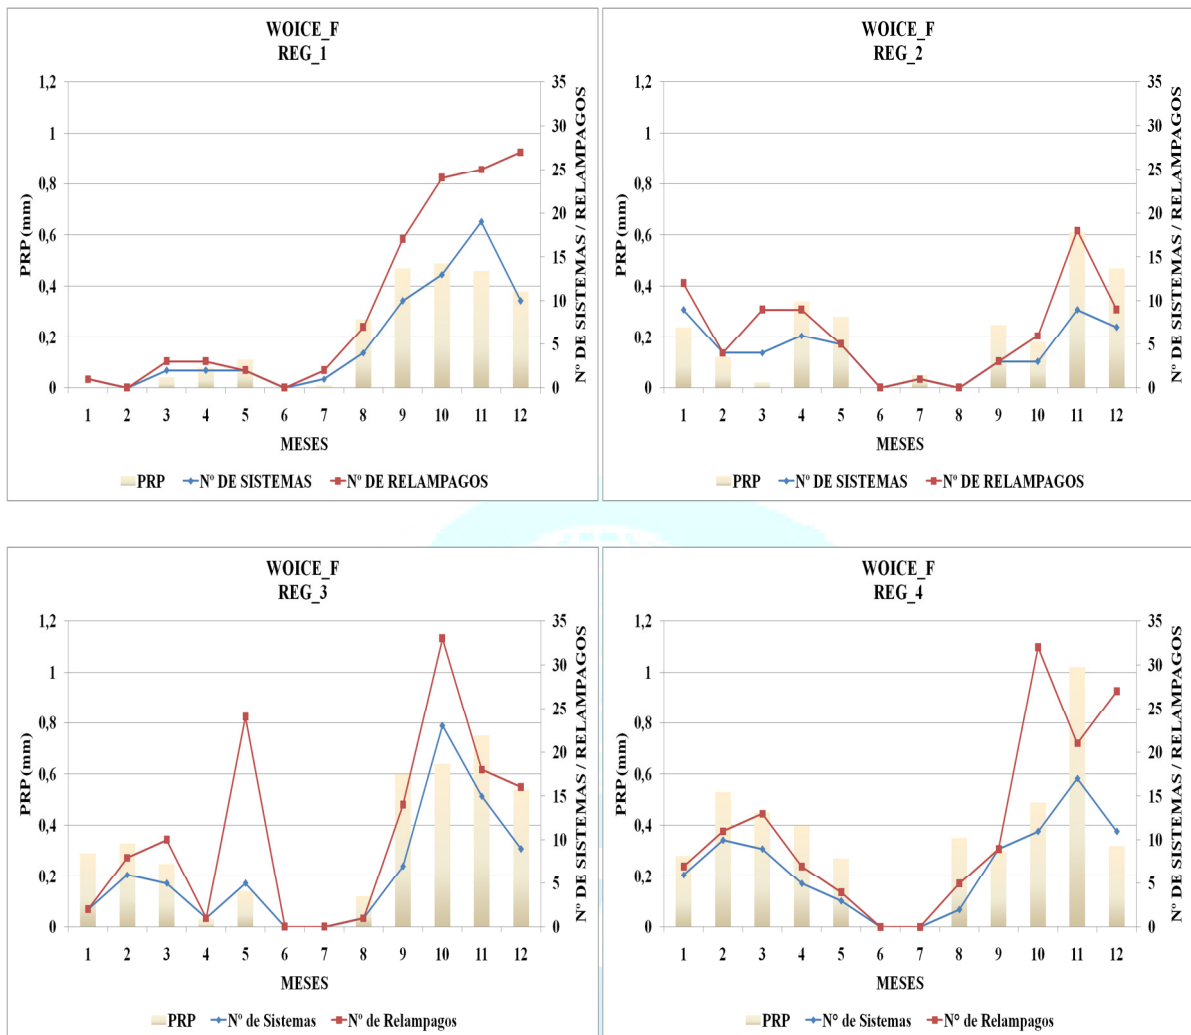 WOICE_F
REG_1
1,2
1
0,8
0,6
0,4
0,2
0
PRP (mm)
35
30
25
20
15
10
5
0
Nº DE SISTEMAS / RELAMPAGOS
1 2 3 4 5 6 7 8 9 10 11 12
MESES
PRP Nº DE SISTEMAS Nº DE RELAMPAGOS
WOICE_F
REG_2
1,2
1
0,8
0,6
0,4
0,2
0
PRP (mm)
35
30
25
20
15
10
5
0
Nº DE SISTEMAS / RELAMPAGOS
1 2 3 4 5 6 7 8 9 10 11 12
MESES
PRP Nº DE SISTEMAS Nº DE RELAMPAGOS
WOICE_F
REG_3
1,2
1
0,8
0,6
0,4
0,2
0
PRP (mm)
35
30
25
20
15
10
5
0
Nº DE SISTEMAS / RELAMPAGOS
1 2 3 4 5 6 7 8 9 10 11 12
MESES
PRP Nº de Sistemas Nº de Relampagos
WOICE_F
REG_4
1,2
1
0,8
0,6
0,4
0,2
0
PRP (mm)
35
30
25
20
15
10
5
0
Nº DE SISTEMAS / RELAMPAGOS
1 2 3 4 5 6 7 8 9 10 11 12
MESES
PRP N° de Sistemas N° de Relampagos